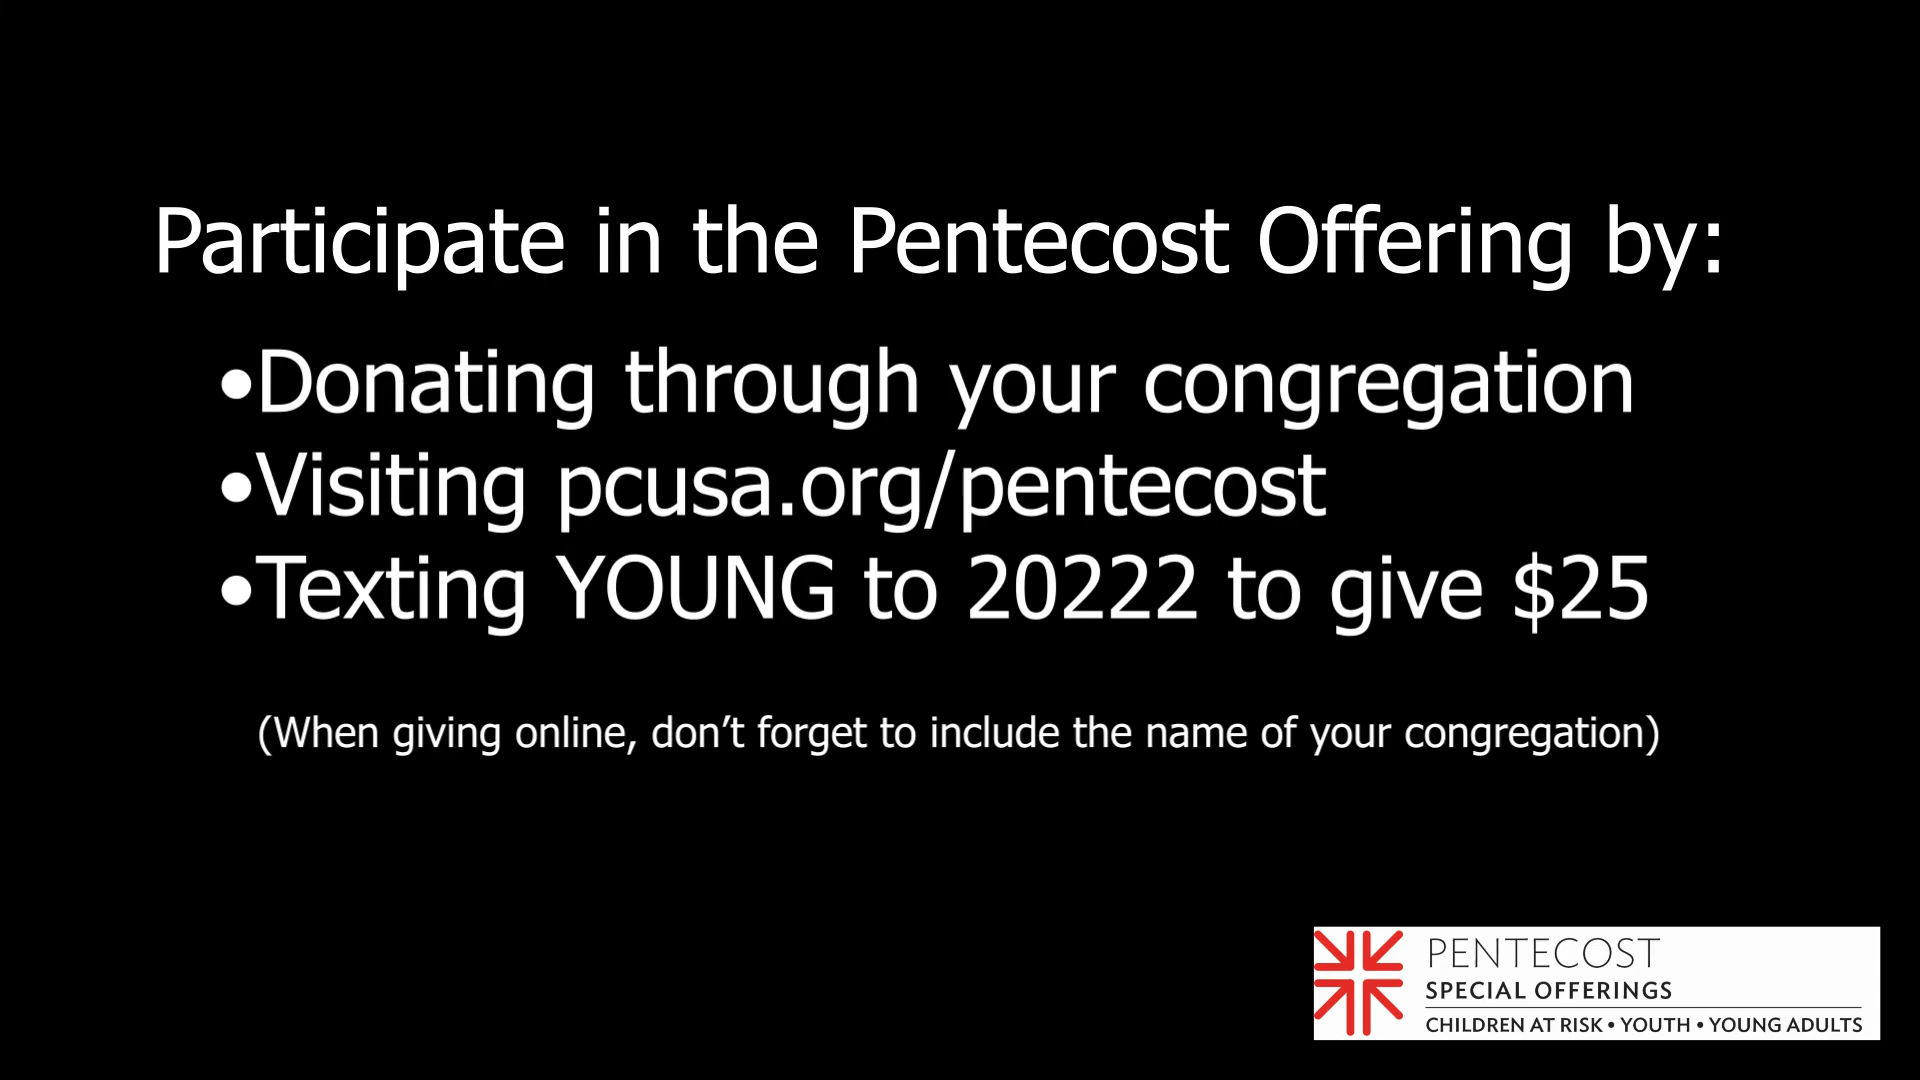 Participate in the Pentecost Offering by:
•Donating through your congregation
•Visiting pcusa.org/pentecost
•Texting YOUNG to 20222 to give $25
(When giving online, don’t forget to include the name of your congregation)
PENTECOST
SPECIAL OFFERINGS
CHILDREN AT RISK • YOUTH • YOUNG ADULTS